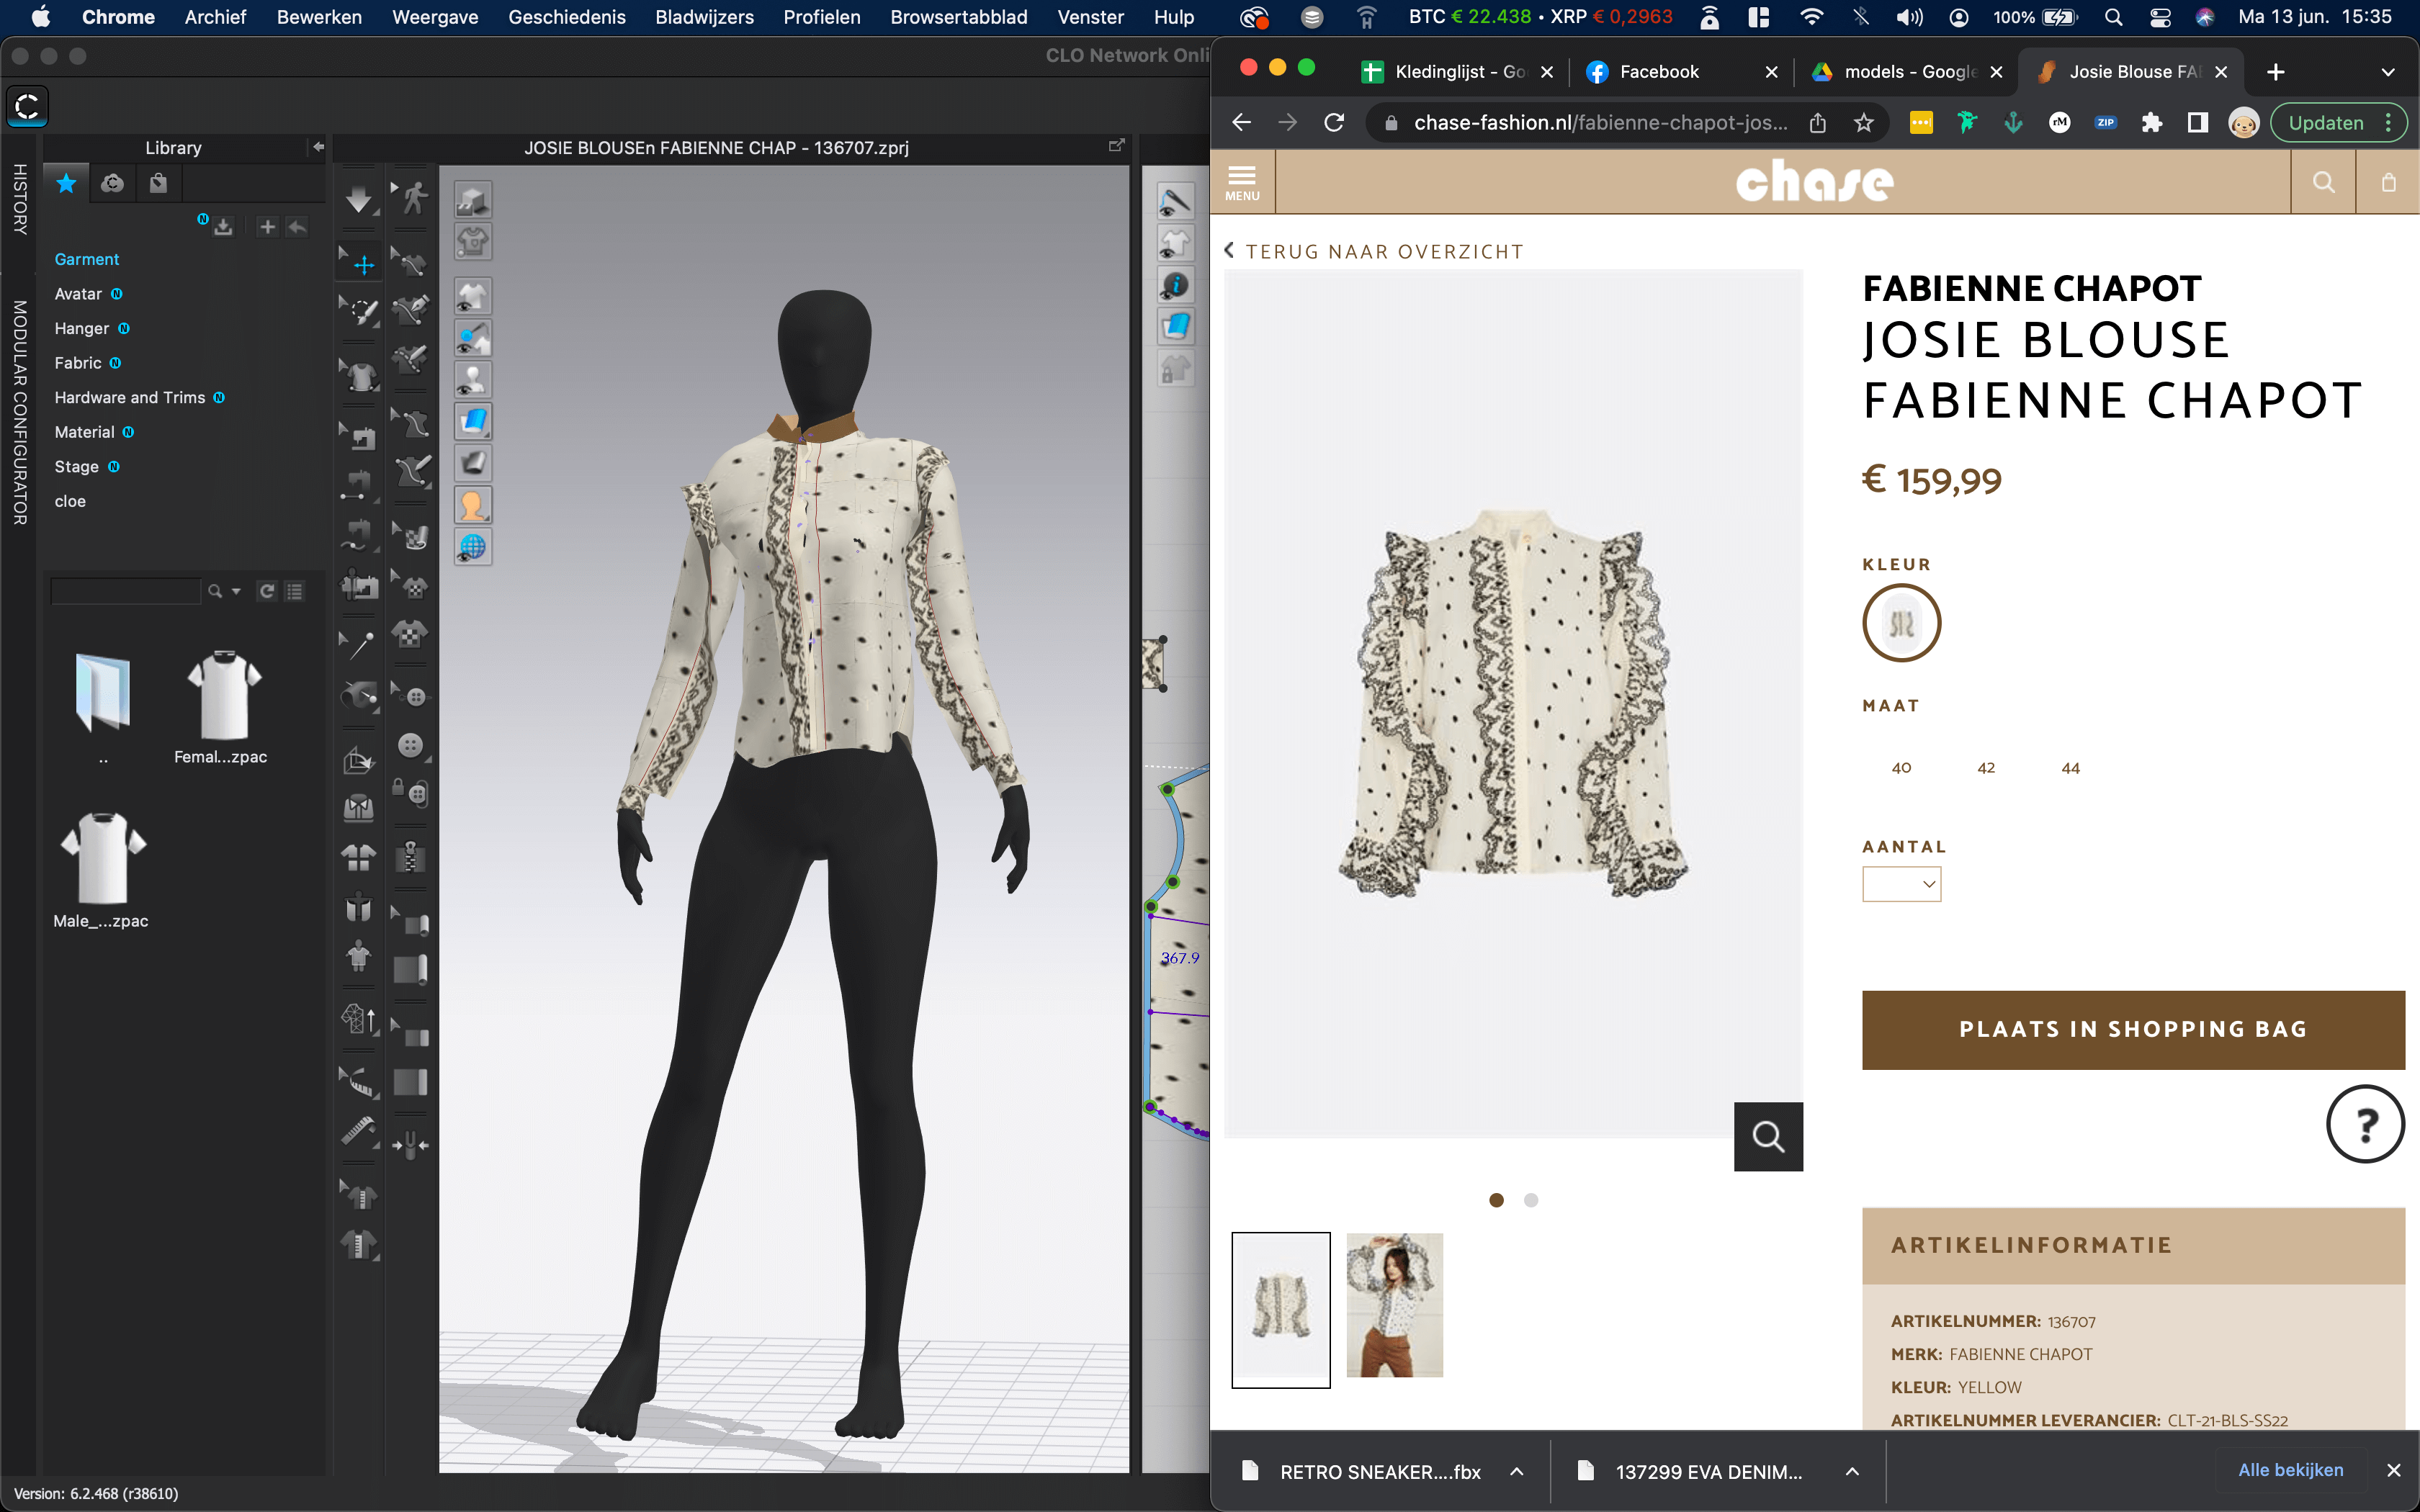 Chrome Archief Bewerken Weergave Geschiedenis Bladwijzers Profielen Browsertabblad Venster Hulp BTC € 22.438 • XRP € 0,2963 100% Ma 13 jun. 15:35
CLO Network Onli
Library
HISTORY
MODULAR CONFIGURATOR
Garment
Avatar N
Hanger N
Fabric N
Hardware and Trims N
Material N
Stage N
cloe
..
Femal...zpac
Male_...zpac
Version: 6.2.468 (r38610)
JOSIE BLOUSEn FABIENNE CHAP - 136707.zprj
367.9
Kledinglijst - Go
Facebook
models - Google
Josie Blouse FA
chase-fashion.nl/fabienne-chapot-jos...
rM
ZIP
Updaten
MENU
chase
TERUG NAAR OVERZICHT
FABIENNE CHAPOT
JOSIE BLOUSE
FABIENNE CHAPOT
€ 159,99
KLEUR
MAAT
40 42 44
AANTAL
PLAATS IN SHOPPING BAG
?
ARTIKELINFORMATIE
ARTIKELNUMMER: 136707
MERK: FABIENNE CHAPOT
KLEUR: YELLOW
ARTIKELNUMMER LEVERANCIER: CLT-21-BLS-SS22
RETRO SNEAKER....fbx
137299 EVA DENIM...
Alle bekijken